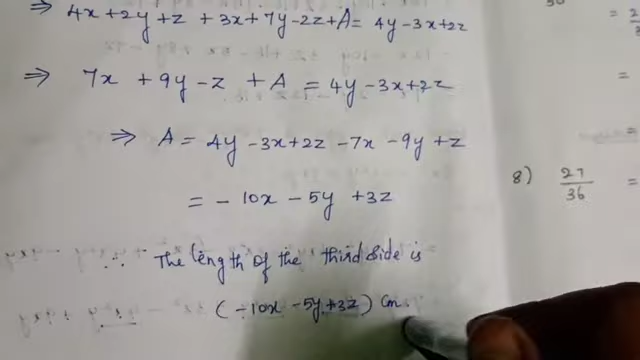 ⇒ 4x + 2y + z + 3x + 7y - 2z + A = 4y - 3x + 2z
⇒ 7x + 9y - z + A = 4y - 3x + 2z
⇒ A = 4y - 3x + 2z - 7x - 9y + z
= - 10x - 5y + 3z
∴ The length of the third side is
(-10x - 5y + 3z) cm.
8) 27/36 =